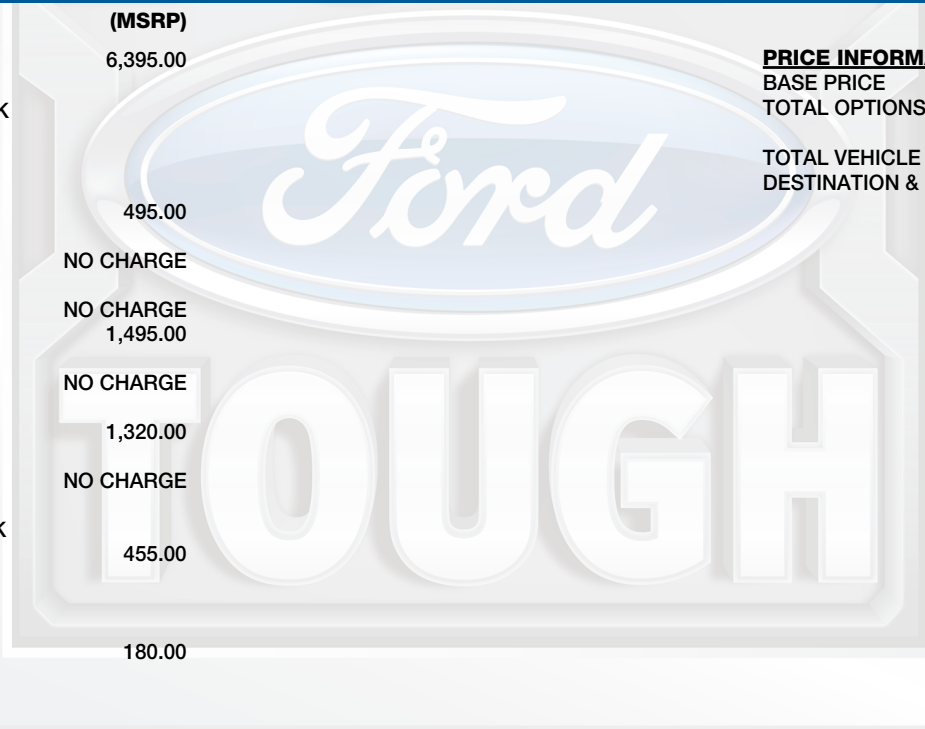 (MSRP)
6,395.00
K
495.00
NO CHARGE
NO CHARGE
1,495.00
NO CHARGE
1,320.00
NO CHARGE
K
455.00
180.00
PRICE INFORM
BASE PRICE
TOTAL OPTIONS
TOTAL VEHICLE
DESTINATION &
Ford
TOUGH